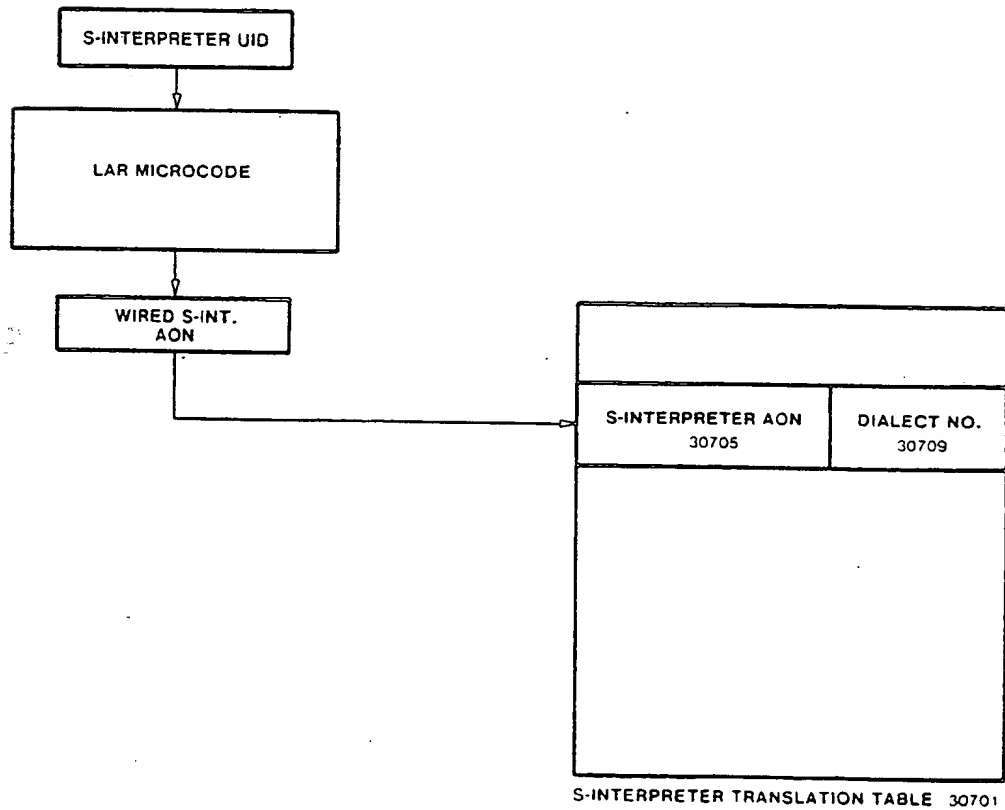 S-INTERPRETER UID
LAR MICROCODE
WIRED S-INT.
AON
S-INTERPRETER AON
30705
DIALECT NO.
30709
S-INTERPRETER TRANSLATION TABLE 30701